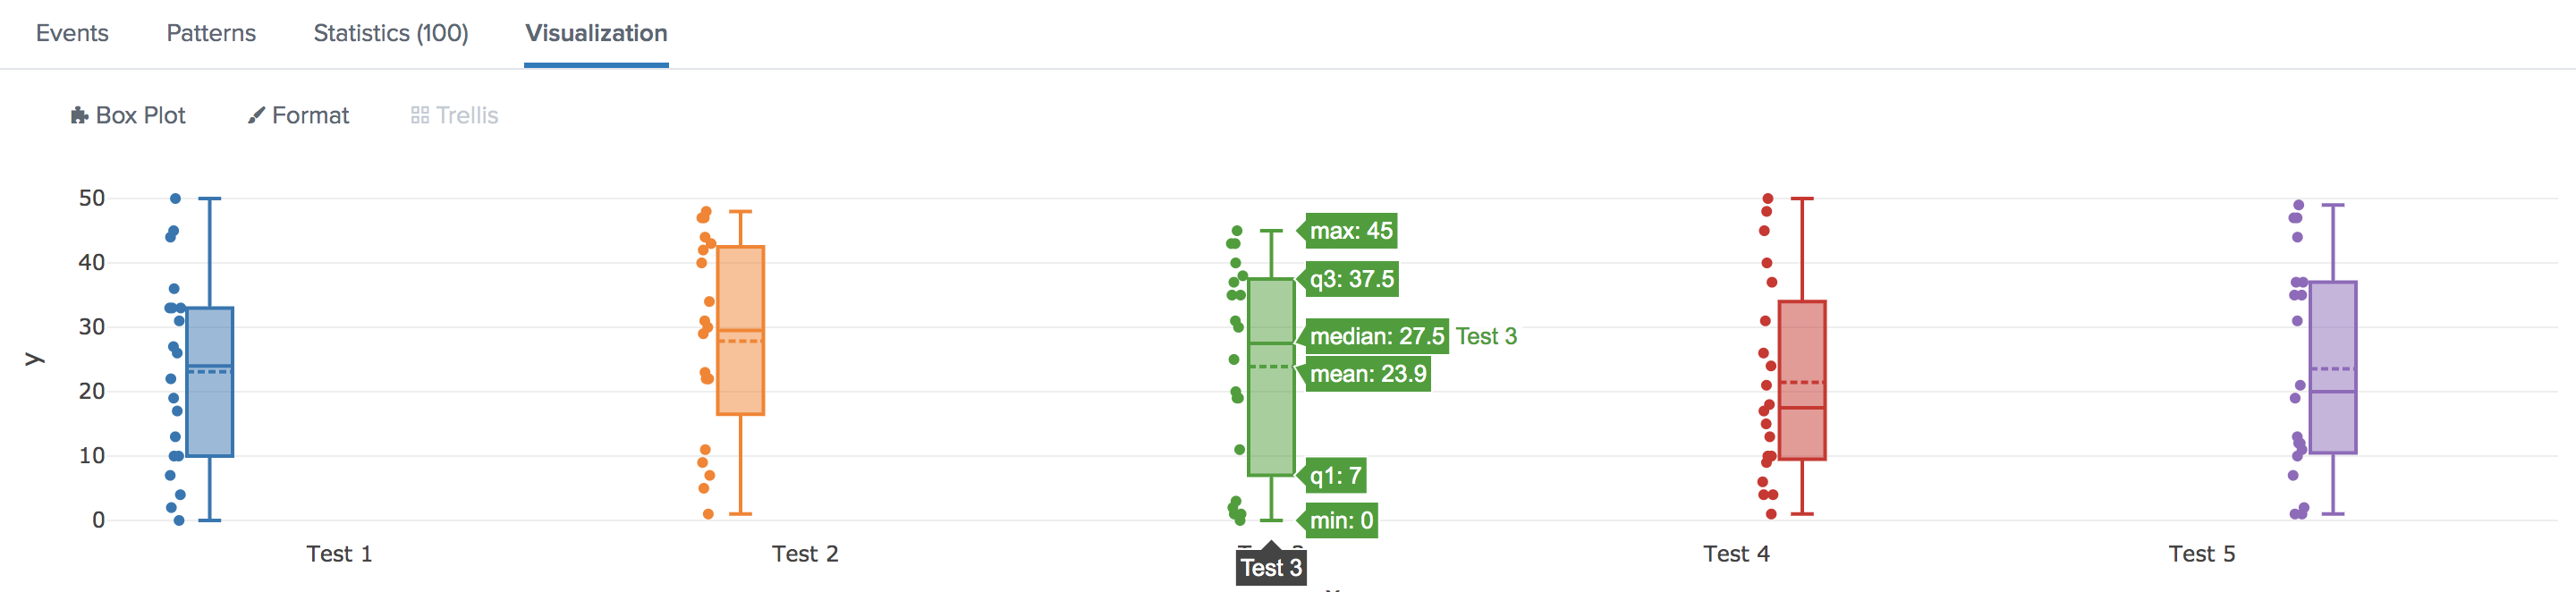 Events Patterns Statistics (100) Visualization
Box Plot Format Trellis
50
40
30
20
10
0
y
max: 45
q3: 37.5
median: 27.5 Test 3
mean: 23.9
q1: 7
min: 0
Test 1 Test 2 Test 4 Test 5
Test 3